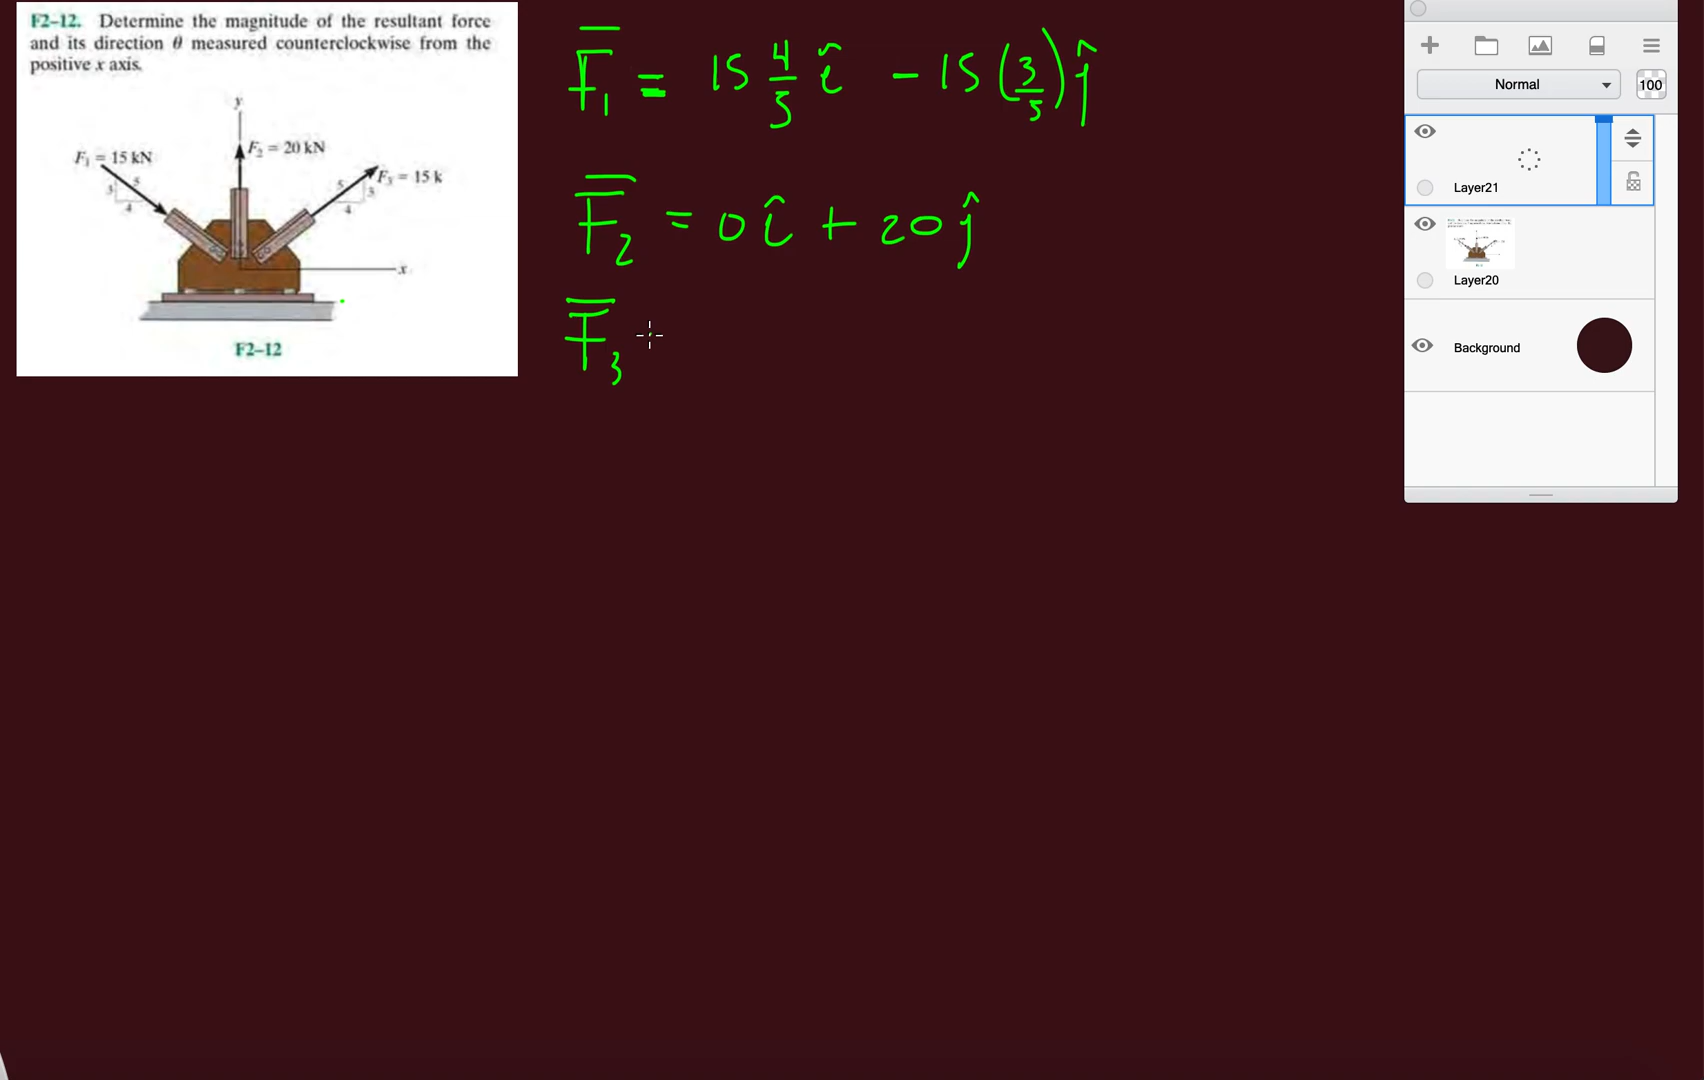 F2–12. Determine the magnitude of the resultant force
and its direction θ measured counterclockwise from the
positive x axis.
y
F₁ = 15 kN
F₂ = 20 kN
F₃ = 15 k
3
5
4
5
3
4
x
F2–12
F̅₁ = 15 4/5 î − 15 (3/5) ĵ
F̅₂ = 0 î + 20 ĵ
F̅₃
Normal
100
Layer21
Layer20
Background